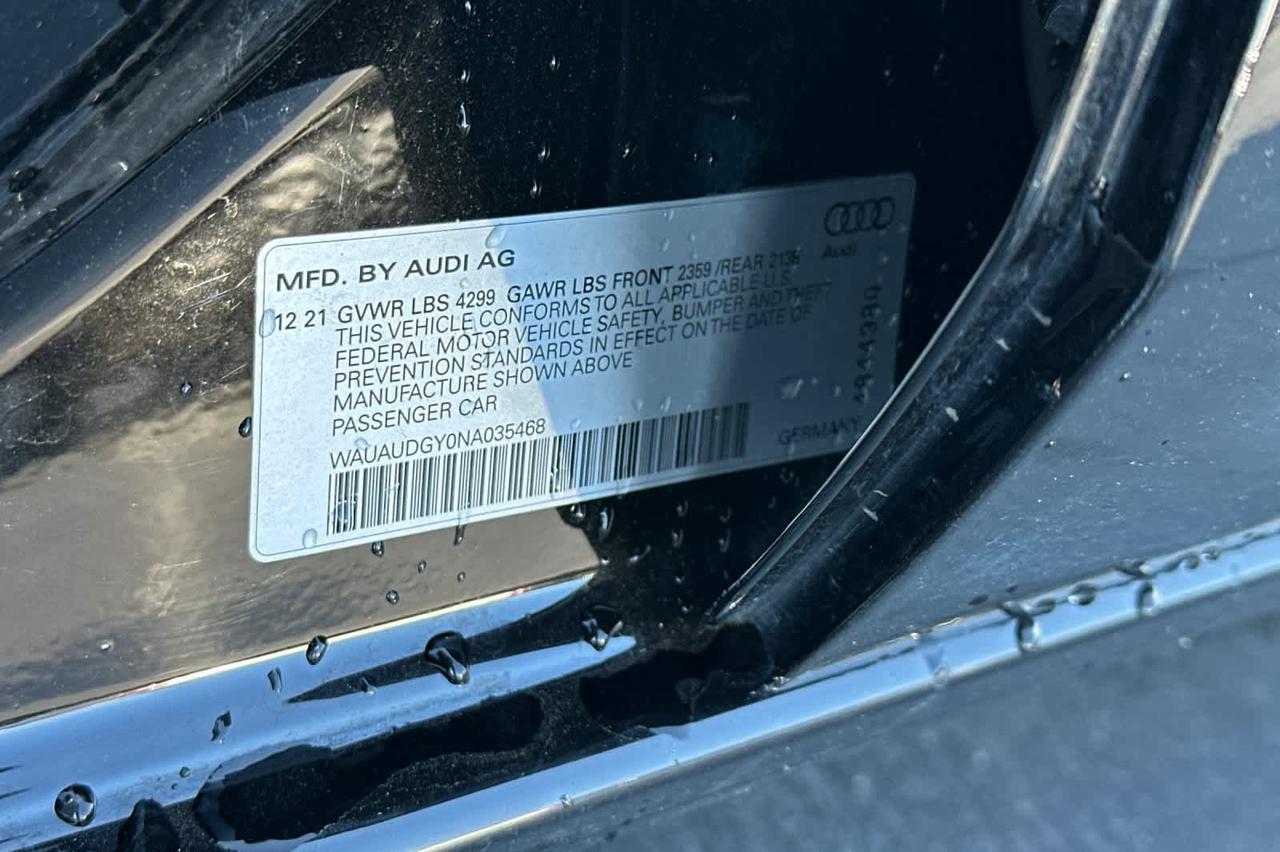 MFD. BY AUDI AG
Audi
12 21 GVWR LBS 4299 GAWR LBS FRONT 2359 /REAR 2138
THIS VEHICLE CONFORMS TO ALL APPLICABLE U.S.
FEDERAL MOTOR VEHICLE SAFETY, BUMPER AND THEFT
PREVENTION STANDARDS IN EFFECT ON THE DATE OF
MANUFACTURE SHOWN ABOVE
PASSENGER CAR
WAUAUDGY0NA035468
GERMANY